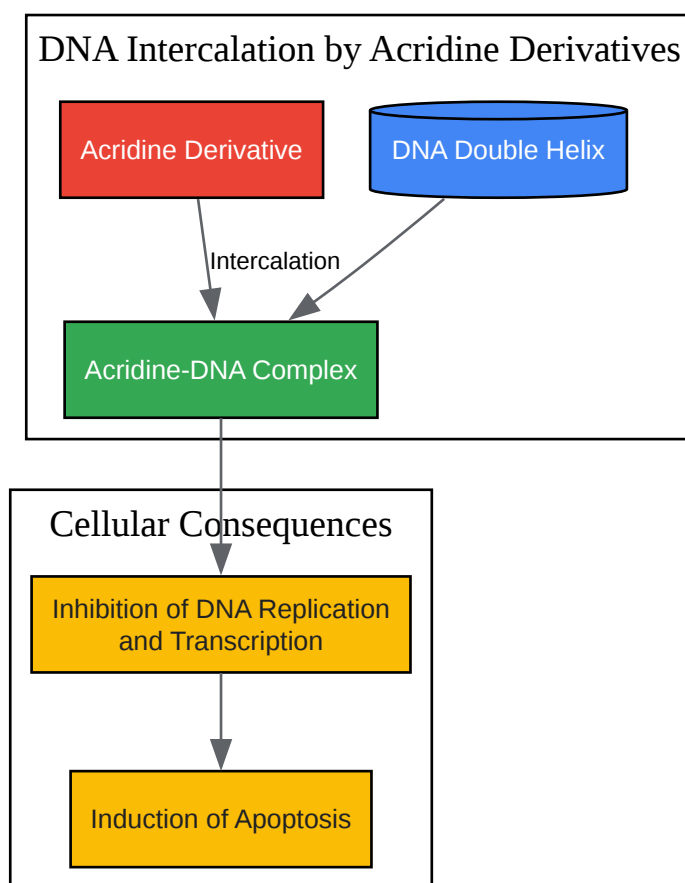 DNA Intercalation by Acridine Derivatives
Acridine Derivative
DNA Double Helix
Intercalation
Acridine-DNA Complex
Cellular Consequences
Inhibition of DNA Replication
and Transcription
Induction of Apoptosis